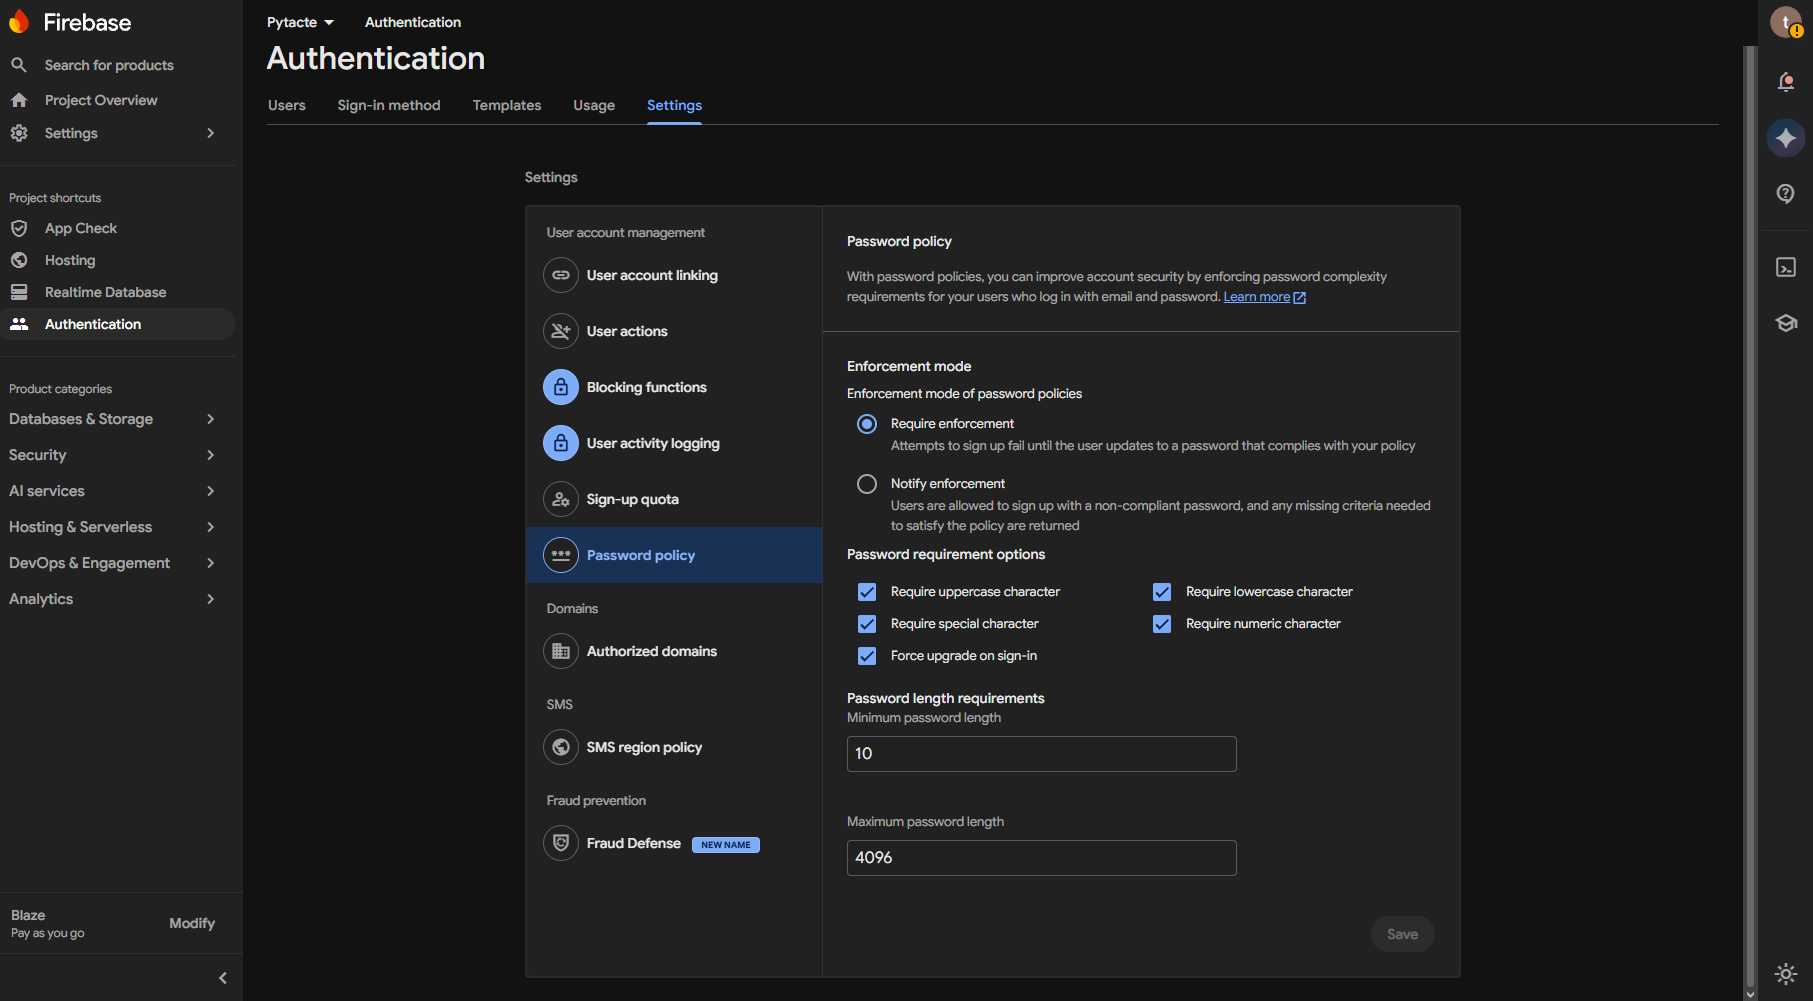 Firebase
Search for products
Project Overview
Settings
Project shortcuts
App Check
Hosting
Realtime Database
Authentication
Product categories
Databases & Storage
Security
AI services
Hosting & Serverless
DevOps & Engagement
Analytics
Blaze
Pay as you go
Modify
Pytacte
Authentication
Authentication
Users
Sign-in method
Templates
Usage
Settings
Settings
User account management
User account linking
User actions
Blocking functions
User activity logging
Sign-up quota
Password policy
Domains
Authorized domains
SMS
SMS region policy
Fraud prevention
Fraud Defense
NEW NAME
Password policy
With password policies, you can improve account security by enforcing password complexity
requirements for your users who log in with email and password. Learn more
Enforcement mode
Enforcement mode of password policies
Require enforcement
Attempts to sign up fail until the user updates to a password that complies with your policy
Notify enforcement
Users are allowed to sign up with a non-compliant password, and any missing criteria needed
to satisfy the policy are returned
Password requirement options
Require uppercase character
Require lowercase character
Require special character
Require numeric character
Force upgrade on sign-in
Password length requirements
Minimum password length
10
Maximum password length
4096
Save
t